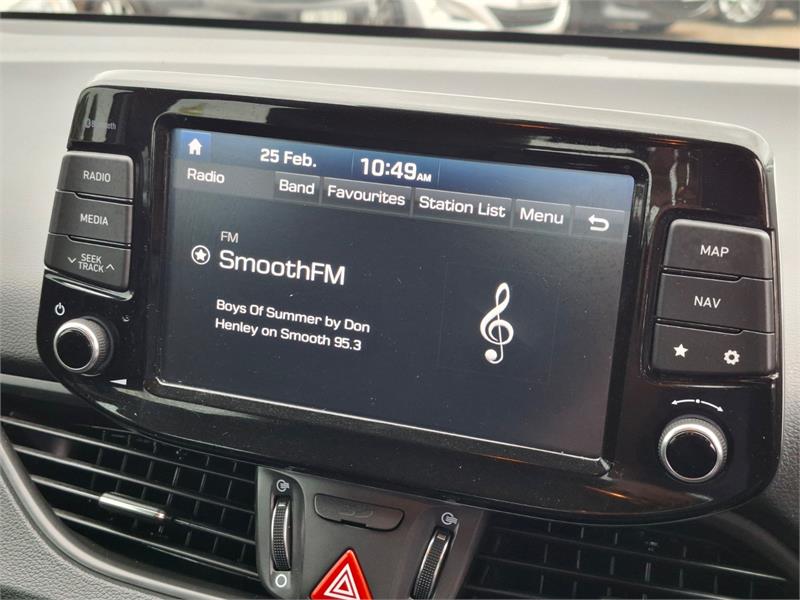 Bluetooth
25 Feb. 10:49AM
Radio Band Favourites Station List Menu
FM
SmoothFM
Boys Of Summer by Don
Henley on Smooth 95.3
RADIO
MEDIA
SEEK
TRACK
MAP
NAV